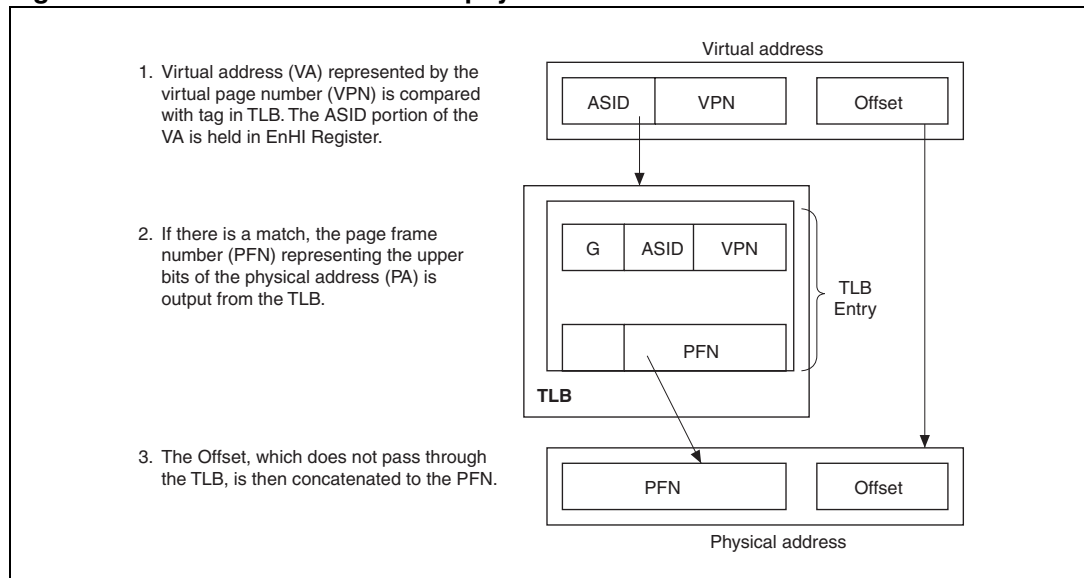 1. Virtual address (VA) represented by the
virtual page number (VPN) is compared
with tag in TLB. The ASID portion of the
VA is held in EnHI Register.
2. If there is a match, the page frame
number (PFN) representing the upper
bits of the physical address (PA) is
output from the TLB.
3. The Offset, which does not pass through
the TLB, is then concatenated to the PFN.
Virtual address
ASID VPN Offset
G ASID VPN
TLB
Entry
PFN
TLB
PFN Offset
Physical address